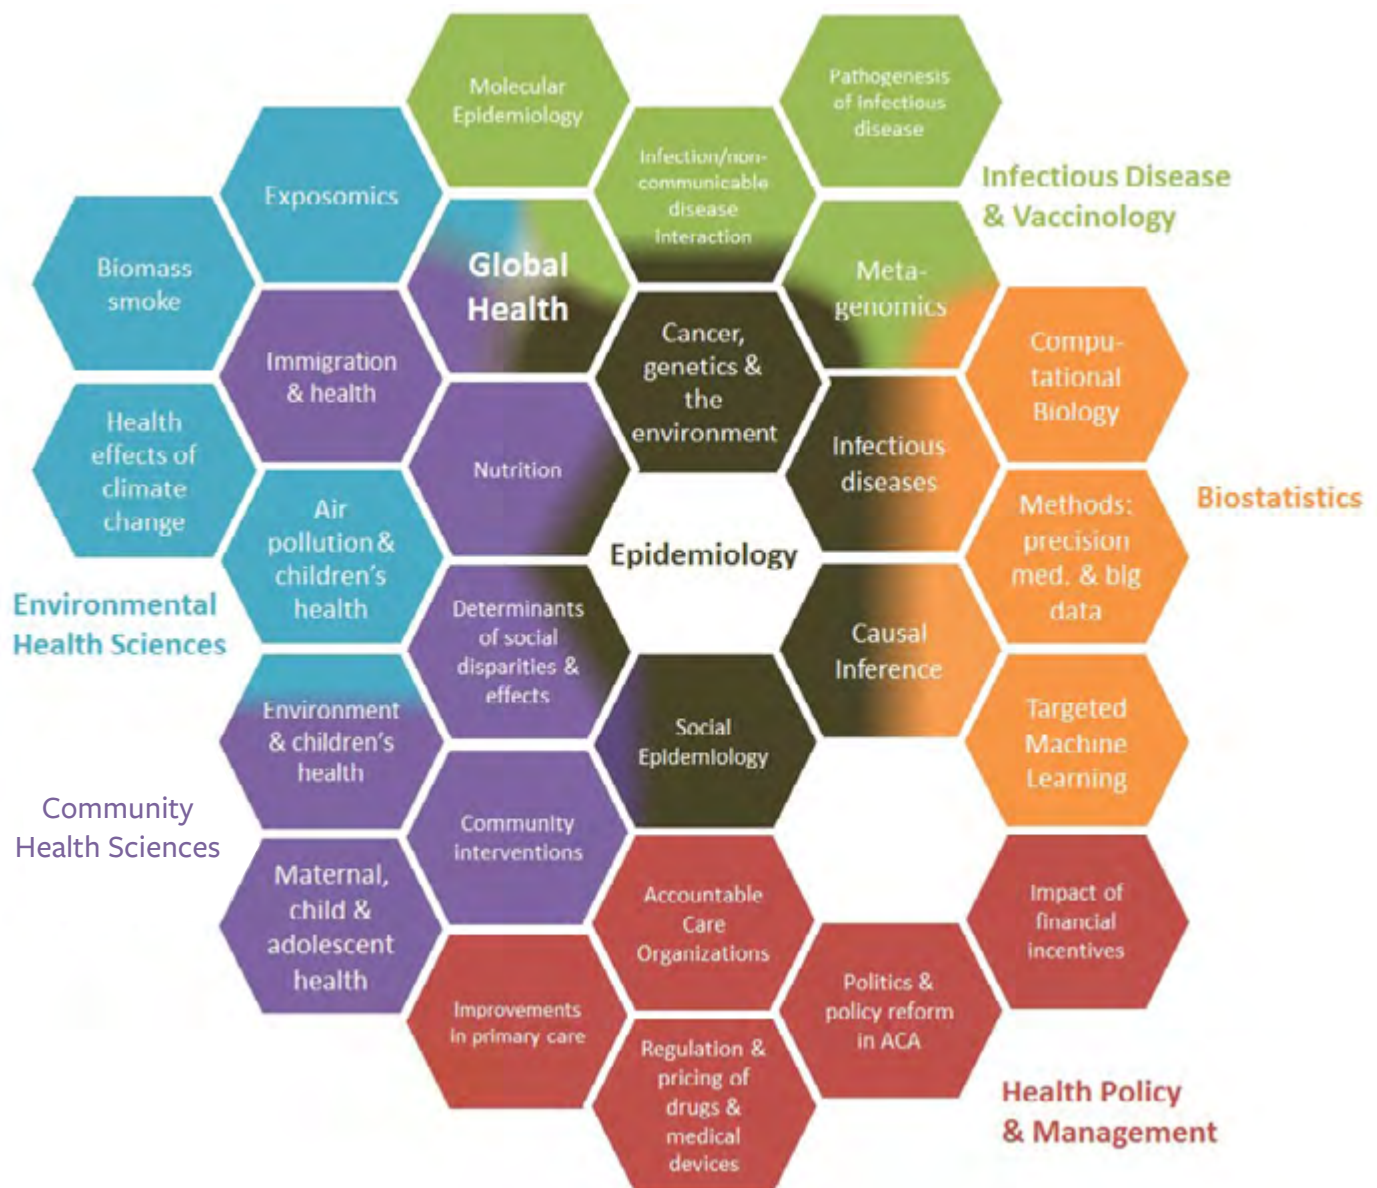 Molecular
Epidemiology
Pathogenesis
of infectious
disease
Exposomics
Infection/non-
communicable
disease
interaction
Infectious Disease
& Vaccinology
Biomass
smoke
Global
Health
Meta-
genomics
Immigration
& health
Cancer,
genetics &
the
environment
Compu-
tational
Biology
Health
effects of
climate
change
Nutrition
Infectious
diseases
Biostatistics
Air
pollution &
children's
health
Epidemiology
Methods:
precision
med. & big
data
Environmental
Health Sciences
Determinants
of social
disparities &
effects
Causal
Inference
Environment
& children's
health
Social
Epidemiology
Targeted
Machine
Learning
Community
Health Sciences
Community
interventions
Maternal,
child &
adolescent
health
Accountable
Care
Organizations
Impact of
financial
incentives
Improvements
in primary care
Politics &
policy reform
in ACA
Regulation &
pricing of
drugs &
medical
devices
Health Policy
& Management